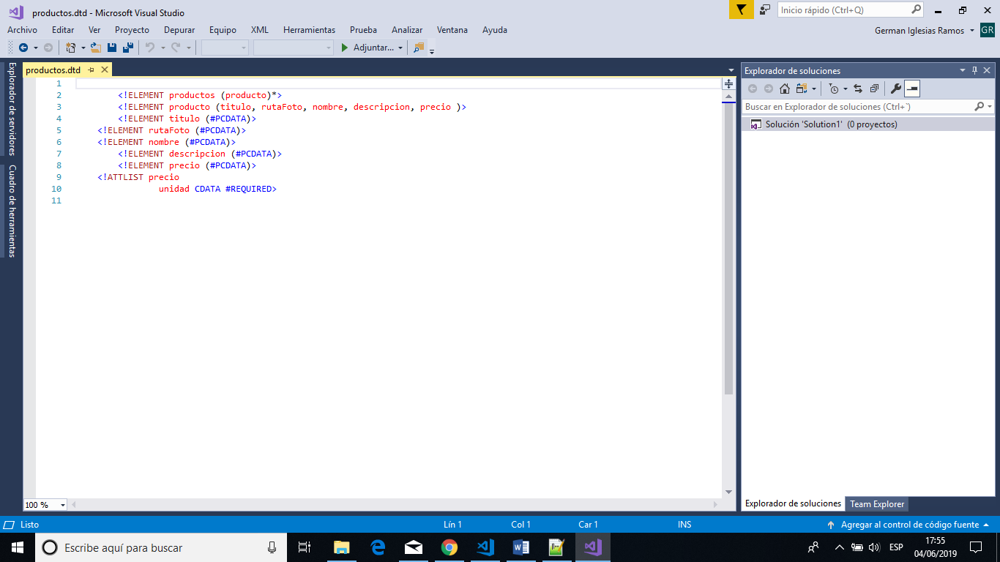 productos.dtd - Microsoft Visual Studio
Inicio rápido (Ctrl+Q)
Archivo Editar Ver Proyecto Depurar Equipo XML Herramientas Prueba Analizar Ventana Ayuda
German Iglesias Ramos GR
Adjuntar...
Explorador de servidores
Cuadro de herramientas
productos.dtd
1
2 <!ELEMENT productos (producto)*>
3 <!ELEMENT producto (titulo, rutaFoto, nombre, descripcion, precio )>
4 <!ELEMENT titulo (#PCDATA)>
5 <!ELEMENT rutaFoto (#PCDATA)>
6 <!ELEMENT nombre (#PCDATA)>
7 <!ELEMENT descripcion (#PCDATA)>
8 <!ELEMENT precio (#PCDATA)>
9 <!ATTLIST precio
10 unidad CDATA #REQUIRED>
11
100 %
Explorador de soluciones
Buscar en Explorador de soluciones (Ctrl+`)
Solución 'Solution1' (0 proyectos)
Explorador de soluciones Team Explorer
Listo Lín 1 Col 1 Car 1 INS Agregar al control de código fuente
Escribe aquí para buscar
ESP
17:55
04/06/2019